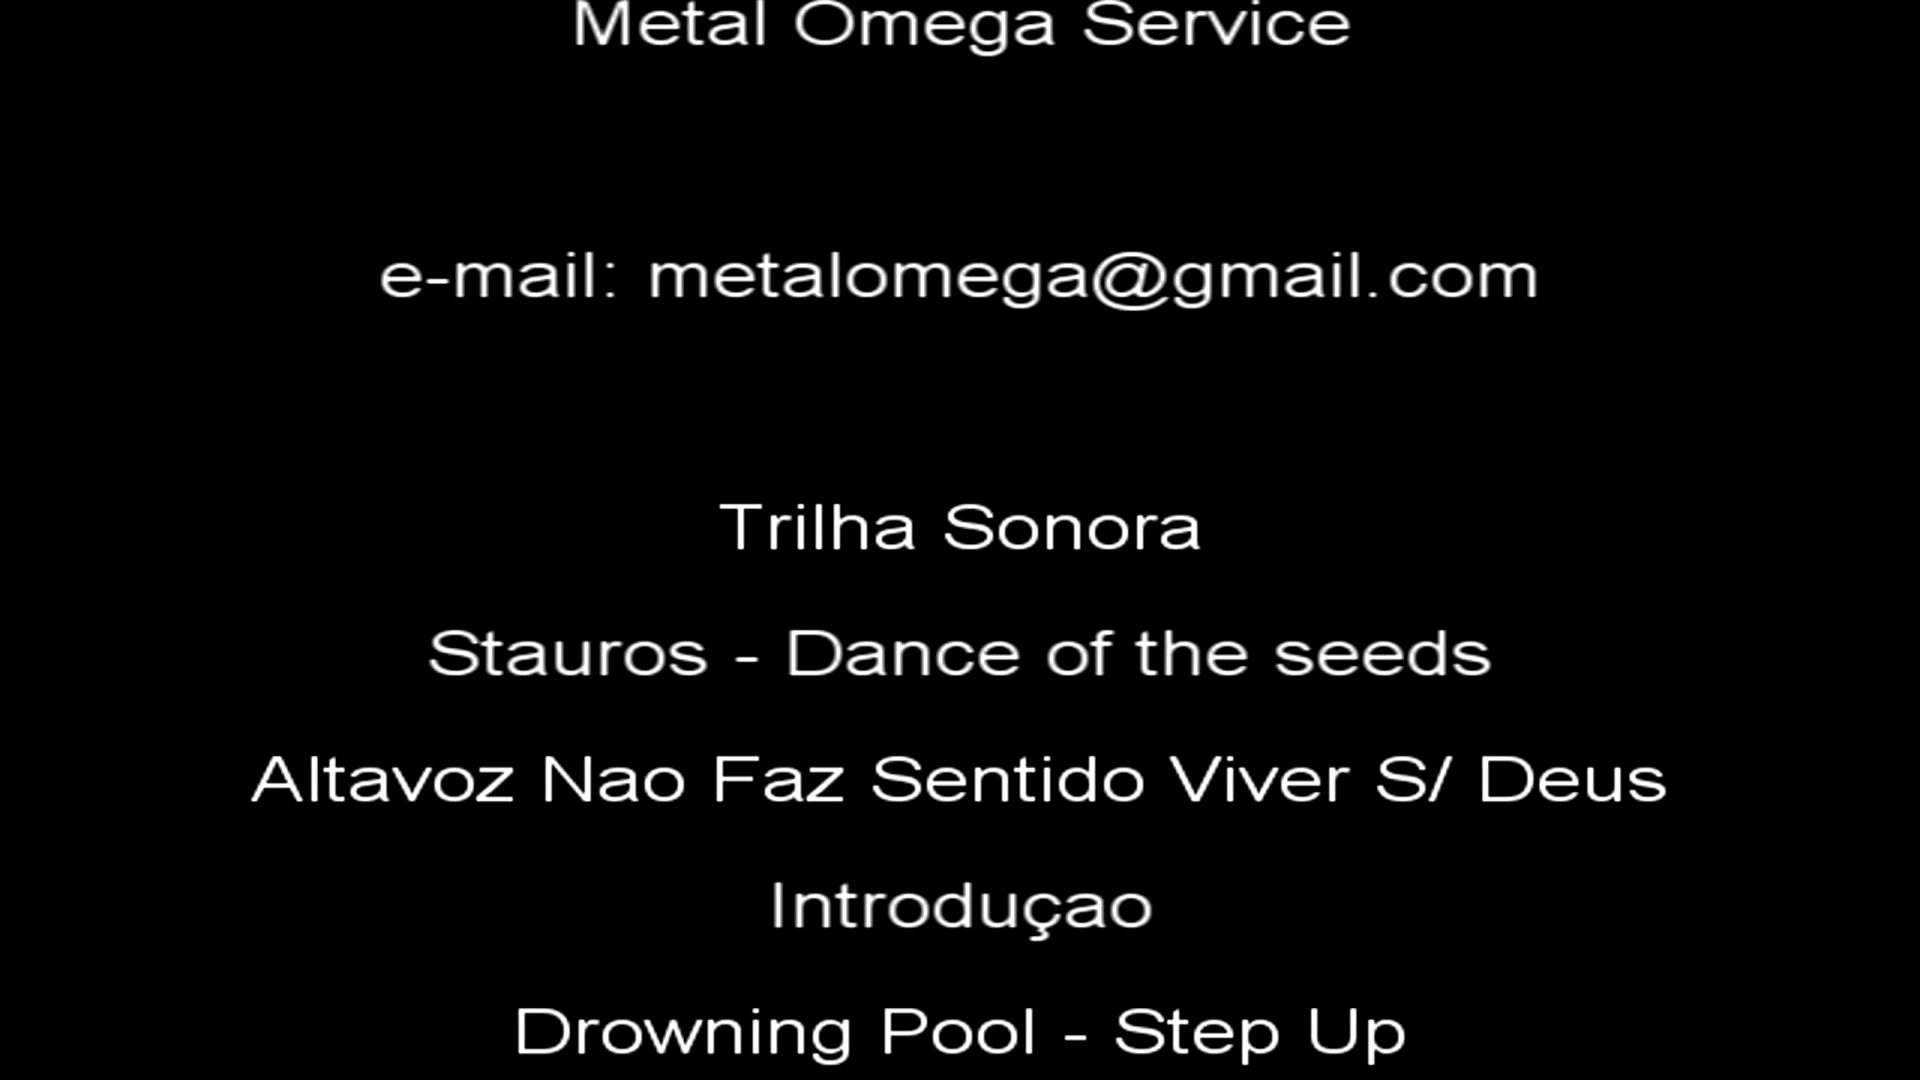 Metal Omega Service
e-mail: metalomega@gmail.com
Trilha Sonora
Stauros - Dance of the seeds
Altavoz Nao Faz Sentido Viver S/ Deus
Introduçao
Drowning Pool - Step Up